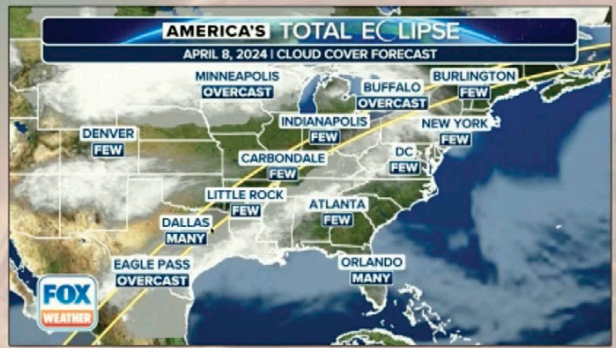 AMERICA'S TOTAL ECLIPSE
APRIL 8, 2024 | CLOUD COVER FORECAST
MINNEAPOLIS
OVERCAST
BUFFALO
OVERCAST
BURLINGTON
FEW
INDIANAPOLIS
FEW
NEW YORK
FEW
DENVER
FEW
CARBONDALE
FEW
DC
FEW
LITTLE ROCK
FEW
ATLANTA
FEW
DALLAS
MANY
EAGLE PASS
OVERCAST
ORLANDO
MANY
FOX
WEATHER